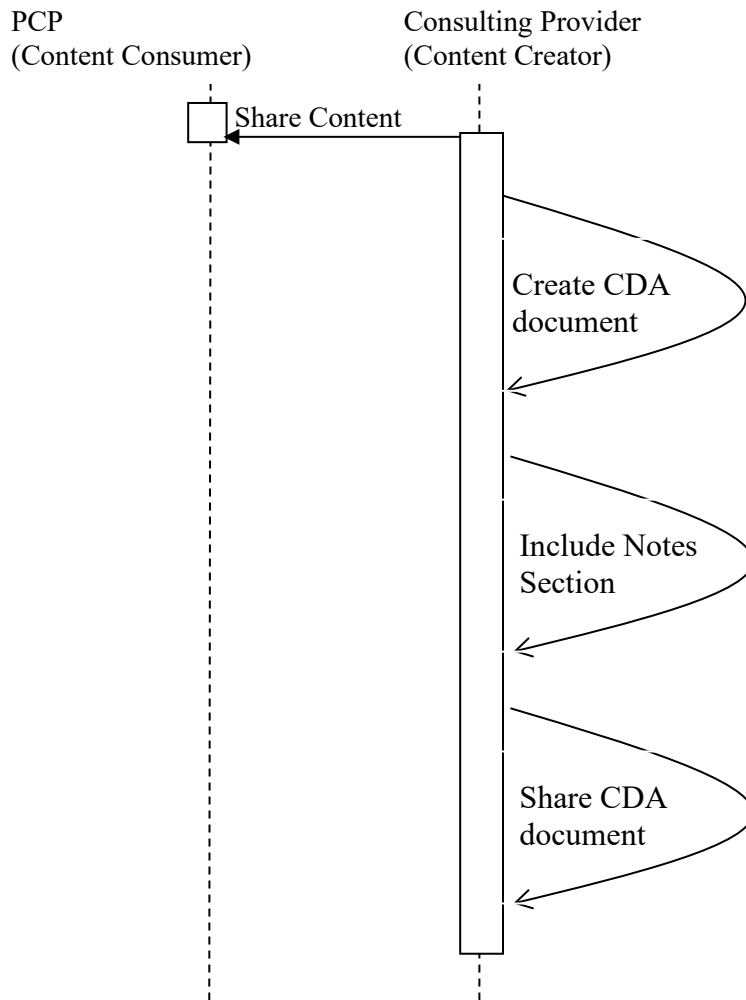 PCP
(Content Consumer)
Consulting Provider
(Content Creator)
Share Content
Create CDA
document
Include Notes
Section
Share CDA
document